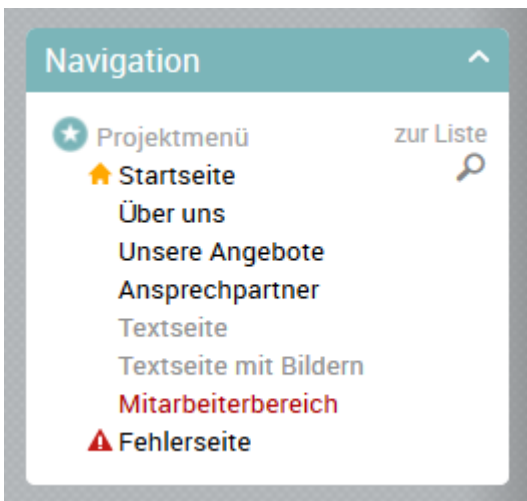 Navigation
Projektmenü zur Liste
Startseite
Über uns
Unsere Angebote
Ansprechpartner
Textseite
Textseite mit Bildern
Mitarbeiterbereich
Fehlerseite